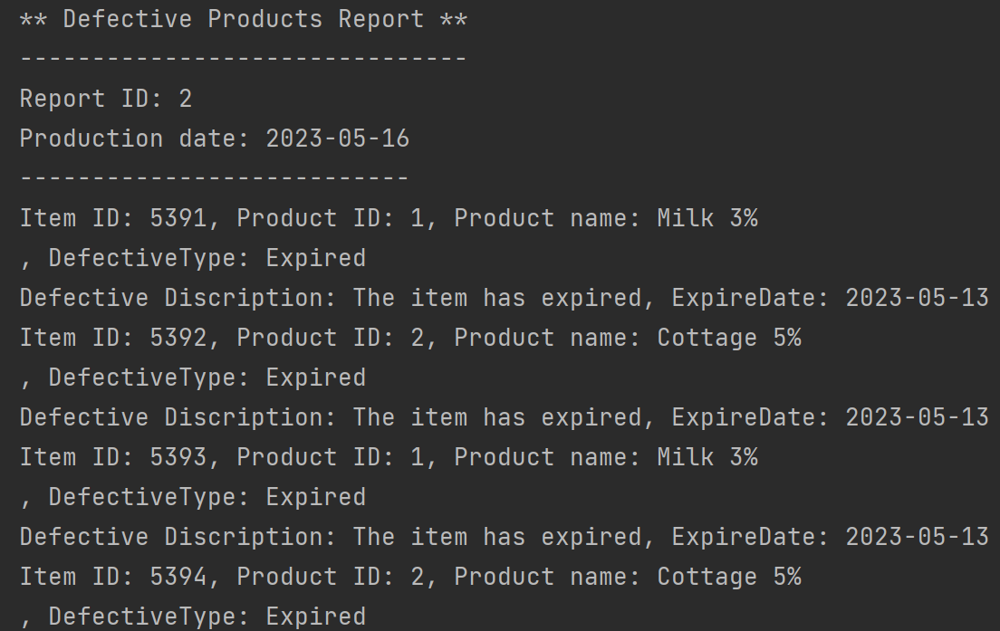 ** Defective Products Report **
-------------------------------
Report ID: 2
Production date: 2023-05-16
---------------------------
Item ID: 5391, Product ID: 1, Product name: Milk 3%
, DefectiveType: Expired
Defective Discription: The item has expired, ExpireDate: 2023-05-13
Item ID: 5392, Product ID: 2, Product name: Cottage 5%
, DefectiveType: Expired
Defective Discription: The item has expired, ExpireDate: 2023-05-13
Item ID: 5393, Product ID: 1, Product name: Milk 3%
, DefectiveType: Expired
Defective Discription: The item has expired, ExpireDate: 2023-05-13
Item ID: 5394, Product ID: 2, Product name: Cottage 5%
, DefectiveType: Expired